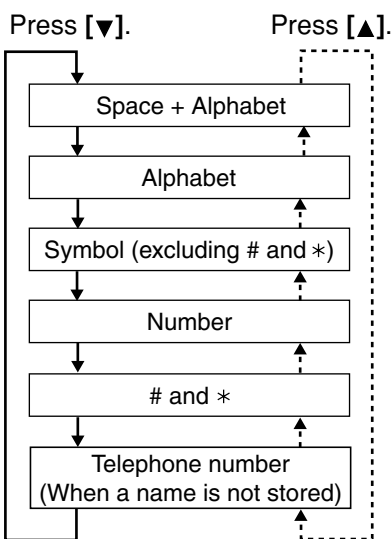 Press [▼]. Press [▲].
Space + Alphabet
Alphabet
Symbol (excluding # and ＊)
Number
# and ＊
Telephone number
(When a name is not stored)